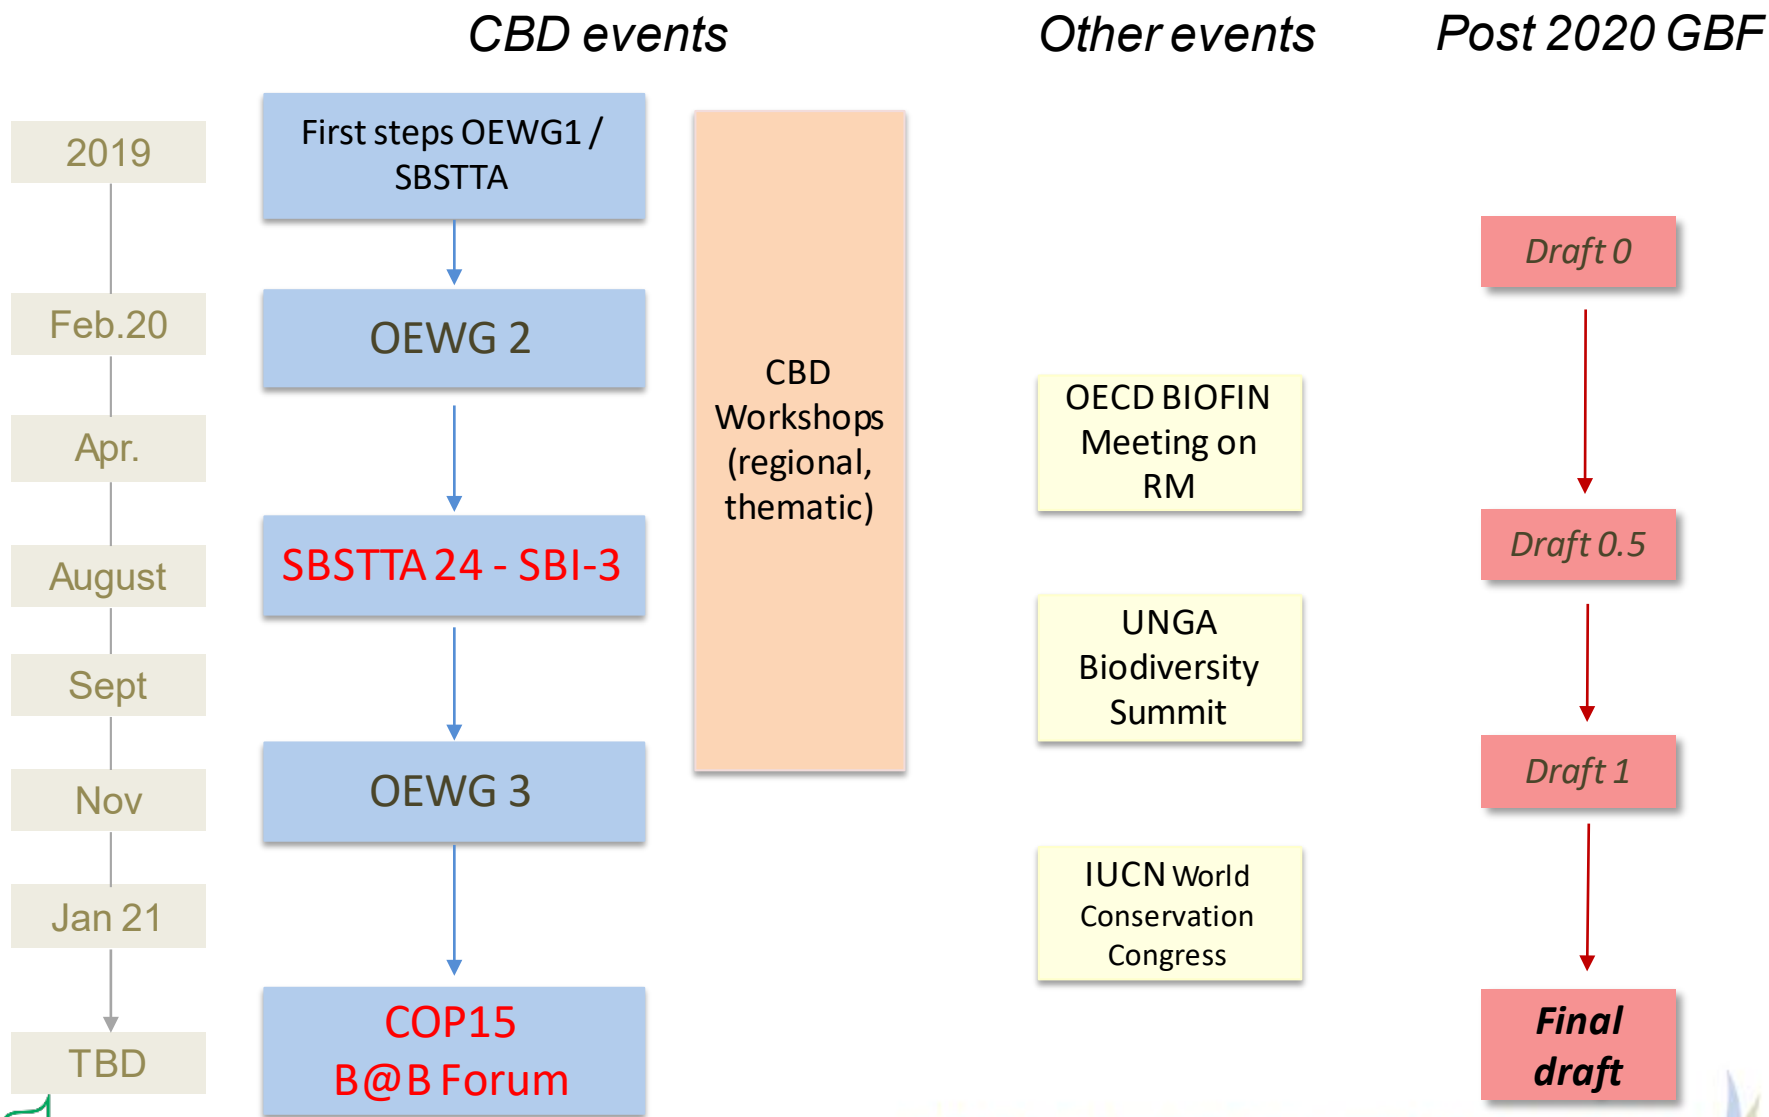 CBD events
Other events
Post 2020 GBF
2019
Feb.20
Apr.
August
Sept
Nov
Jan 21
TBD
First steps OEWG1 /
SBSTTA
OEWG 2
SBSTTA 24 - SBI-3
OEWG 3
COP15
B@B Forum
CBD
Workshops
(regional,
thematic)
OECD BIOFIN
Meeting on
RM
UNGA
Biodiversity
Summit
IUCN World
Conservation
Congress
Draft 0
Draft 0.5
Draft 1
Final
draft